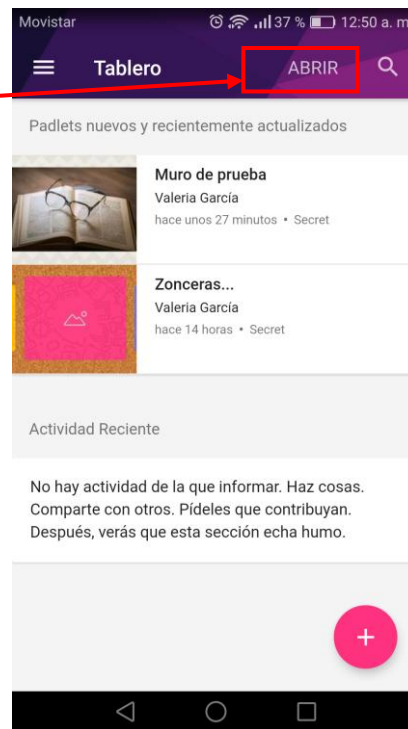 Movistar 37 % 12:50 a. m
Tablero ABRIR
Padlets nuevos y recientemente actualizados
Muro de prueba
Valeria García
hace unos 27 minutos • Secret
Zonceras...
Valeria García
hace 14 horas • Secret
Actividad Reciente
No hay actividad de la que informar. Haz cosas.
Comparte con otros. Pídeles que contribuyan.
Después, verás que esta sección echa humo.